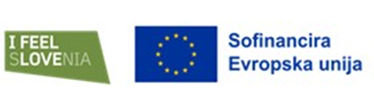 I FEEL
SLOVENIA
Sofinancira
Evropska unija